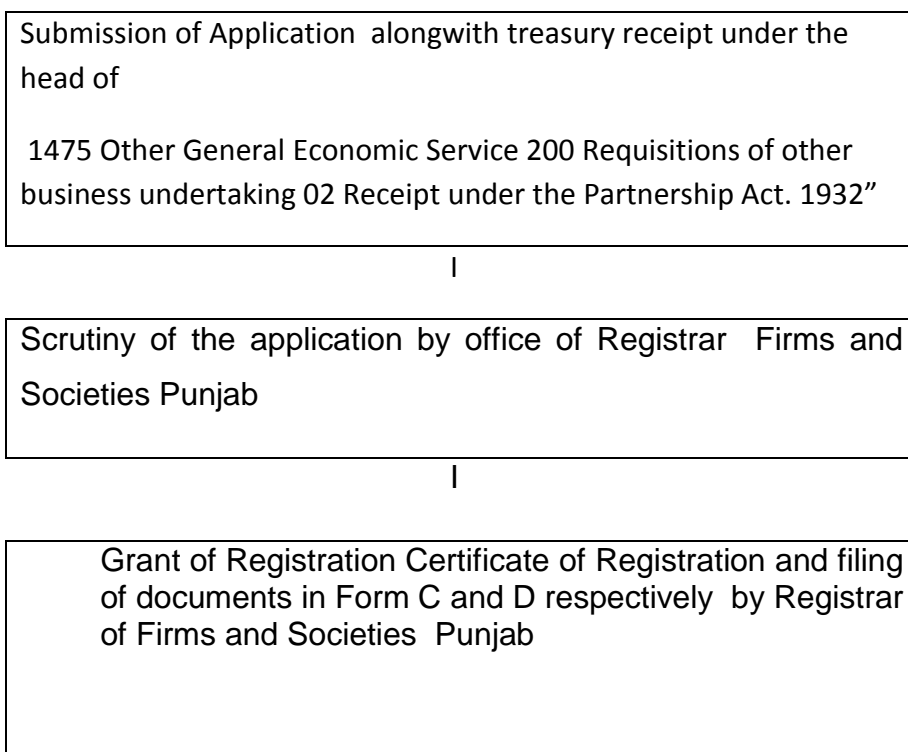 Submission of Application alongwith treasury receipt under the
head of
1475 Other General Economic Service 200 Requisitions of other
business undertaking 02 Receipt under the Partnership Act. 1932”
Scrutiny of the application by office of Registrar Firms and
Societies Punjab
Grant of Registration Certificate of Registration and filing
of documents in Form C and D respectively by Registrar
of Firms and Societies Punjab